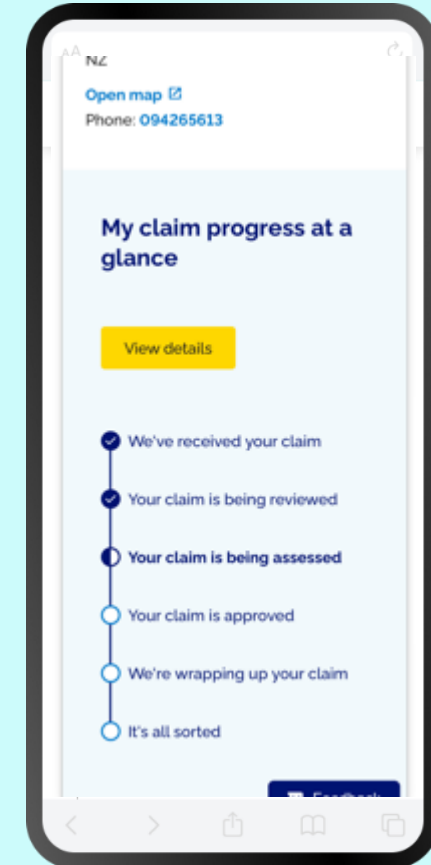 AA
NZ
Open map
Phone: 094265613
My claim progress at a
glance
View details
We've received your claim
Your claim is being reviewed
Your claim is being assessed
Your claim is approved
We're wrapping up your claim
It's all sorted
Feedback